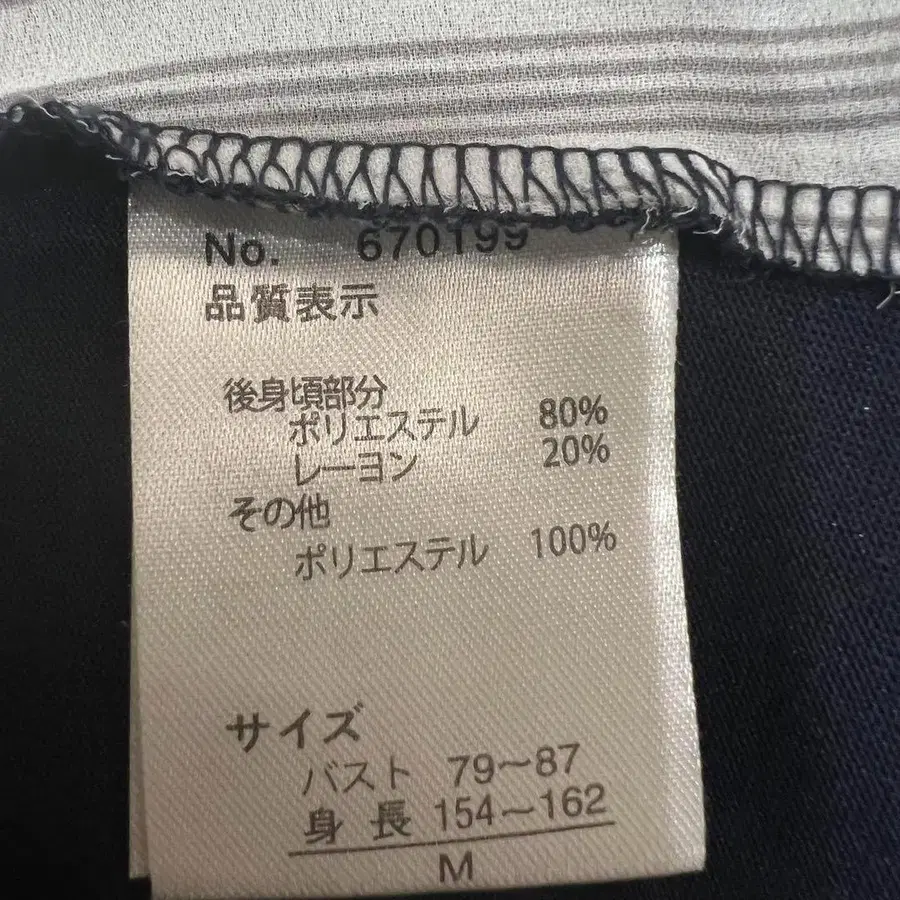 No. 670199
品質表示
後身頃部分
ポリエステル 80%
レーヨン 20%
その他
ポリエステル 100%
サイズ
バスト 79～87
身長 154～162
M